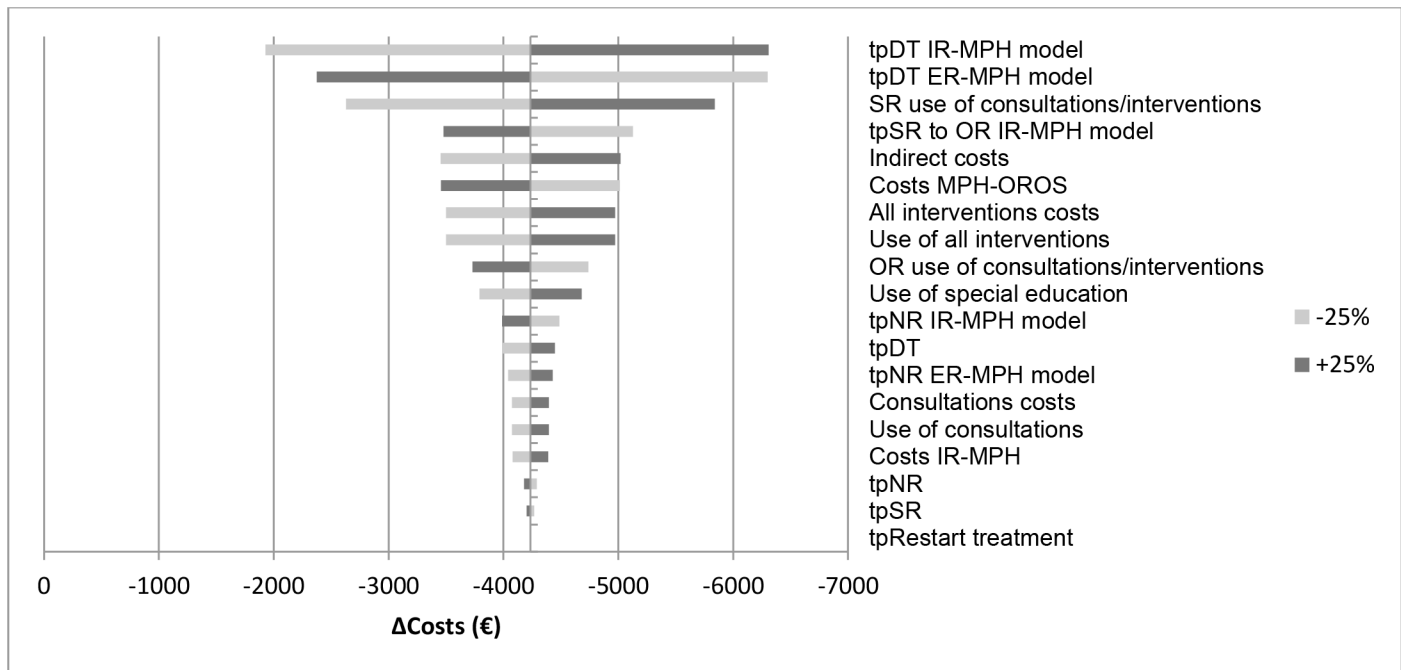 tpDT IR-MPH model
tpDT ER-MPH model
SR use of consultations/interventions
tpSR to OR IR-MPH model
Indirect costs
Costs MPH-OROS
All interventions costs
Use of all interventions
OR use of consultations/interventions
Use of special education
tpNR IR-MPH model
tpDT
tpNR ER-MPH model
Consultations costs
Use of consultations
Costs IR-MPH
tpNR
tpSR
tpRestart treatment
-25%
+25%
0 -1000 -2000 -3000 -4000 -5000 -6000 -7000
ΔCosts (€)